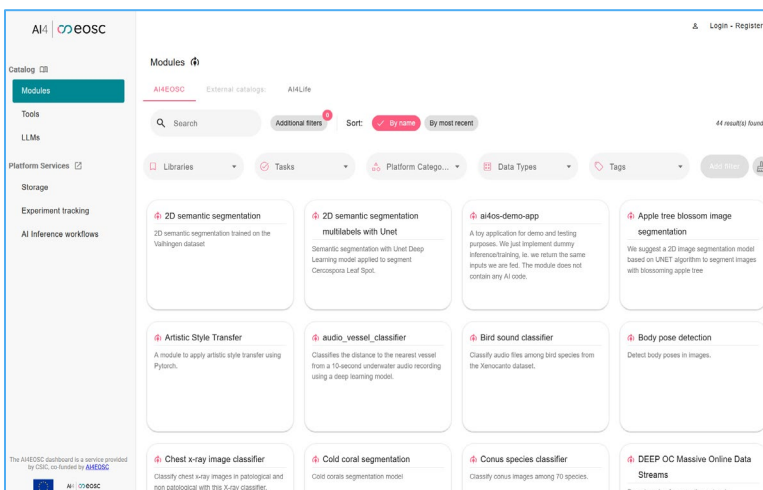 AI4 eosc
Login - Register
Catalog
Modules
Tools
LLMs
Platform Services
Storage
Experiment tracking
AI Inference workflows
Modules
AI4EOSC External catalogs: AI4Life
Search
Additional filters
0
Sort:
By name
By most recent
44 result(s) found
Libraries
Tasks
Platform Catego...
Data Types
Tags
Add filter
2D semantic segmentation
2D semantic segmentation trained on the
Vaihingen dataset
2D semantic segmentation
multilabels with Unet
Semantic segmentation with Unet Deep
Learning model applied to segment
Cercospora Leaf Spot.
ai4os-demo-app
A toy application for demo and testing
purposes. We just implement dummy
inference/training, ie. we return the same
inputs we are fed. The module does not
contain any AI code.
Apple tree blossom image
segmentation
We suggest a 2D image segmentation model
based on UNET algorithm to segment images
with blossoming apple tree
Artistic Style Transfer
A module to apply artistic style transfer using
Pytorch.
audio_vessel_classifier
Classifies the distance to the nearest vessel
from a 10-second underwater audio recording
using a deep learning model.
Bird sound classifier
Classify audio files among bird species from
the Xenocanto dataset.
Body pose detection
Detect body poses in images.
Chest x-ray image classifier
Classify chest x-ray images in patological and
non patological with this X-ray classifier.
Cold coral segmentation
Cold corals segmentation model
Conus species classifier
Classify conus images among 70 species.
DEEP OC Massive Online Data
Streams
The AI4EOSC dashboard is a service provided
by CSIC, co-funded by AI4EOSC
AI4 eosc